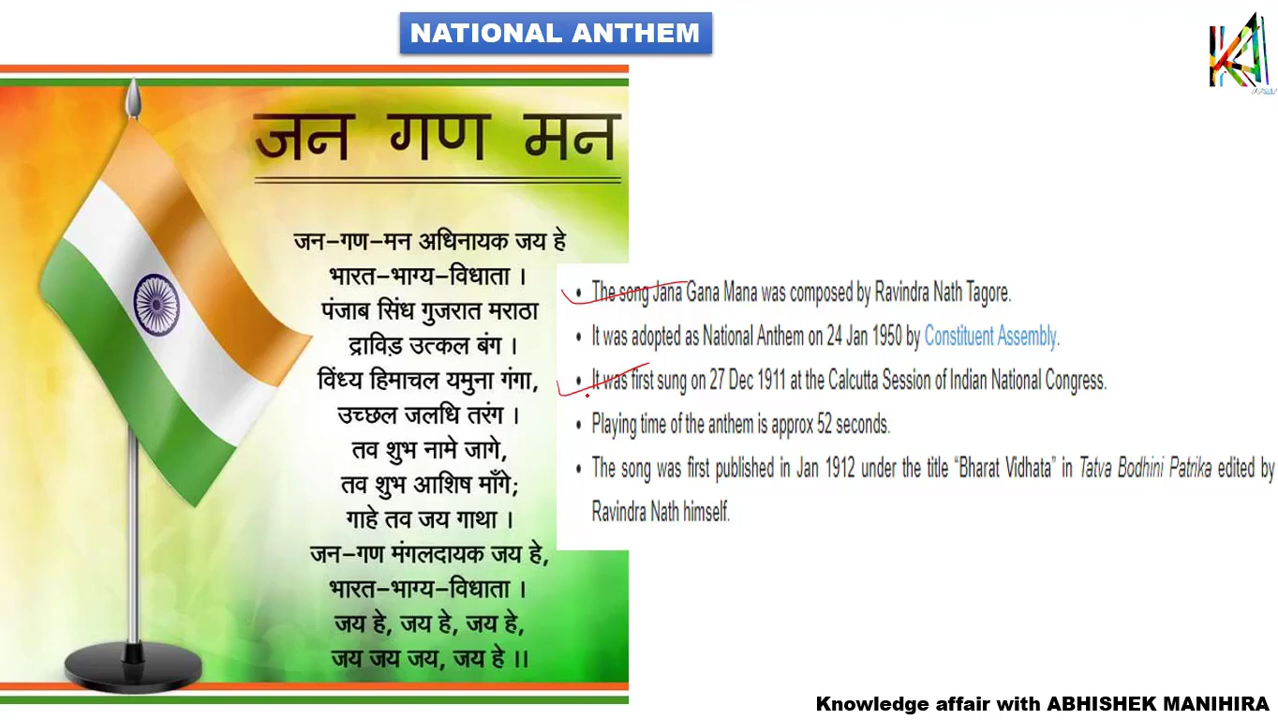 NATIONAL ANTHEM
जन गण मन
जन-गण-मन अधिनायक जय हे
भारत-भाग्य-विधाता ।
पंजाब सिंध गुजरात मराठा
द्राविड़ उत्कल बंग ।
विंध्य हिमाचल यमुना गंगा,
उच्छल जलधि तरंग ।
तव शुभ नामे जागे,
तव शुभ आशिष माँगे;
गाहे तव जय गाथा ।
जन-गण मंगलदायक जय हे,
भारत-भाग्य-विधाता ।
जय हे, जय हे, जय हे,
जय जय जय, जय हे ।।
• The song Jana Gana Mana was composed by Ravindra Nath Tagore.
• It was adopted as National Anthem on 24 Jan 1950 by Constituent Assembly.
• It was first sung on 27 Dec 1911 at the Calcutta Session of Indian National Congress.
• Playing time of the anthem is approx 52 seconds.
• The song was first published in Jan 1912 under the title “Bharat Vidhata” in Tatva Bodhini Patrika edited by
Ravindra Nath himself.
Knowledge affair with ABHISHEK MANIHIRA